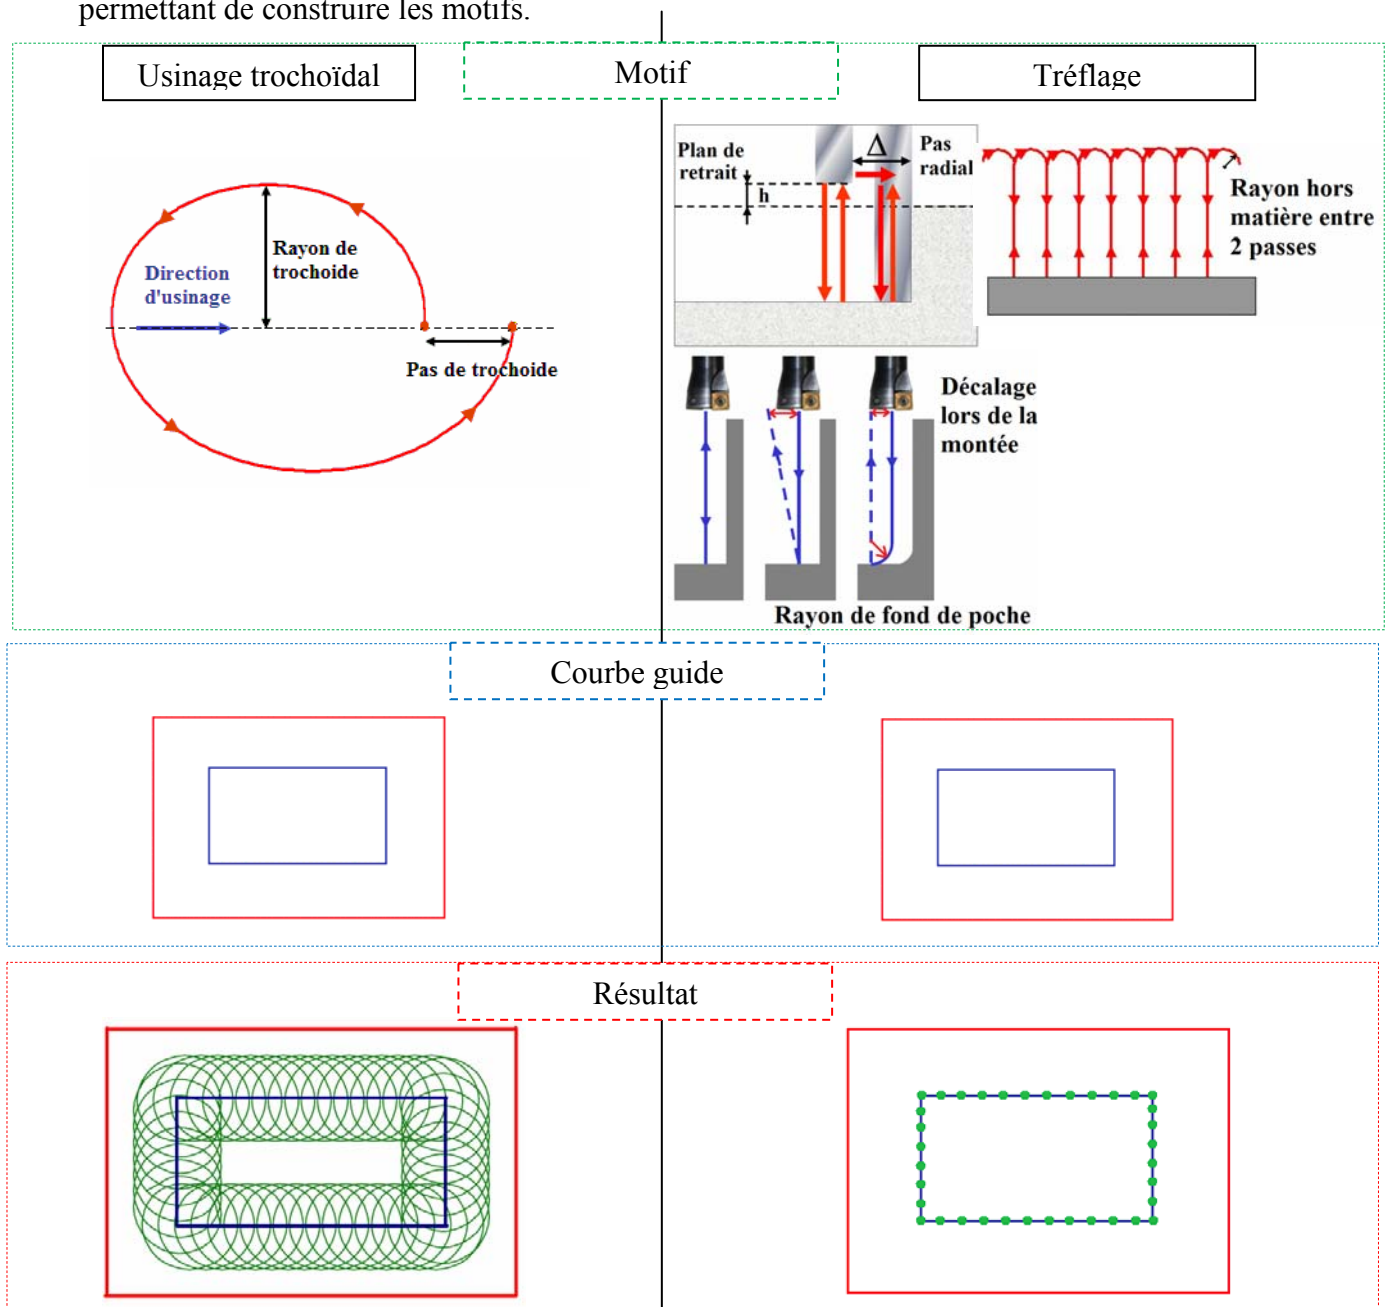 permettant de construire les motifs.
Usinage trochoïdal
Motif
Tréflage
Direction
d'usinage
Rayon de
trochoide
Pas de trochoide
Plan de
retrait
h
Δ
Pas
radial
Rayon hors
matière entre
2 passes
Décalage
lors de la
montée
Rayon de fond de poche
Courbe guide
Résultat